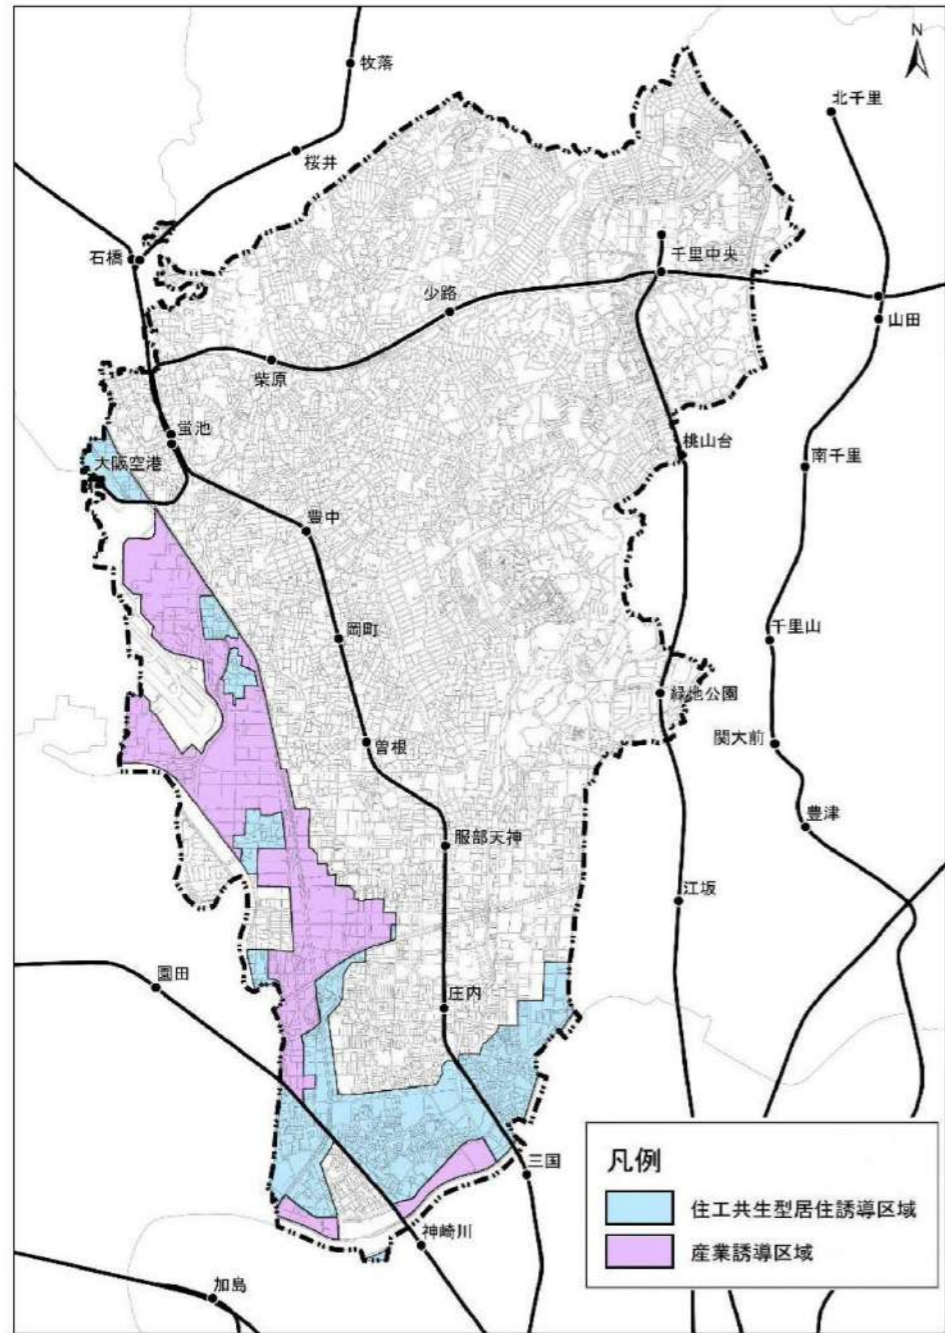 N
牧落
北千里
桜井
石橋
千里中央
少路
山田
柴原
蛍池
桃山台
大阪空港
南千里
豊中
岡町
千里山
緑地公園
曽根
関大前
豊津
服部天神
江坂
園田
庄内
凡例
三国
住工共生型居住誘導区域
神崎川
産業誘導区域
加島